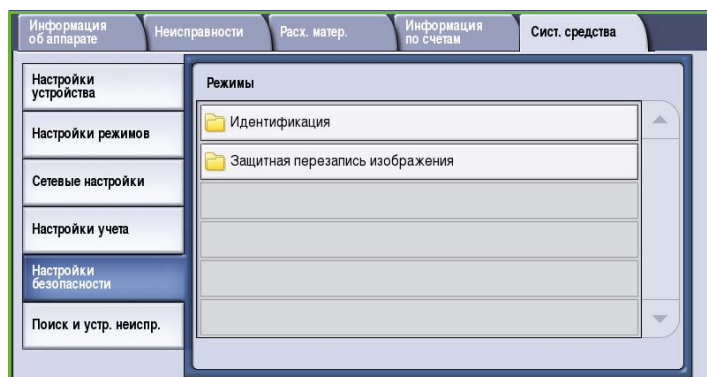 Информация
об аппарате
Неисправности
Расх. матер.
Информация
по счетам
Сист. средства
Настройки
устройства
Настройки режимов
Сетевые настройки
Настройки учета
Настройки
безопасности
Поиск и устр. неиспр.
Режимы
Идентификация
Защитная перезапись изображения